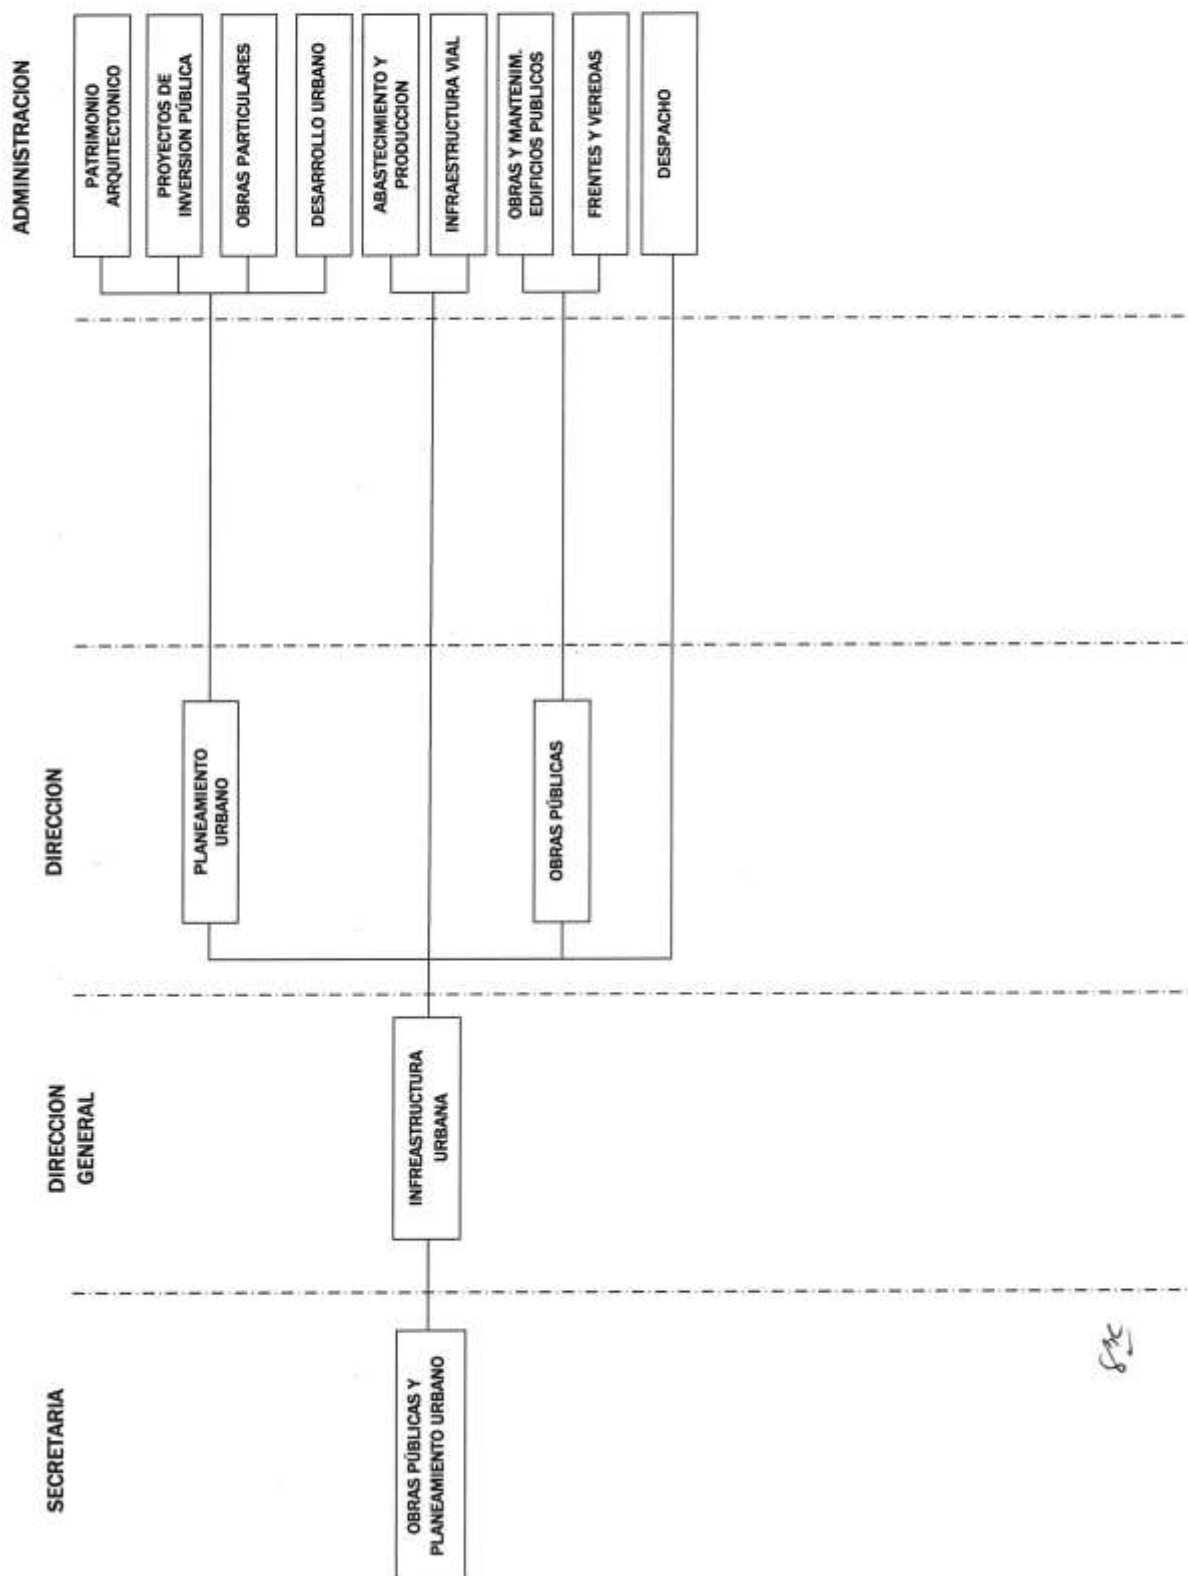 SECRETARIA
DIRECCION
GENERAL
DIRECCION
ADMINISTRACION
OBRAS PÚBLICAS Y
PLANEAMIENTO URBANO
INFREASTRUCTURA
URBANA
PLANEAMIENTO
URBANO
OBRAS PÚBLICAS
PATRIMONIO
ARQUITECTONICO
PROYECTOS DE
INVERSION PÚBLICA
OBRAS PARTICULARES
DESARROLLO URBANO
ABASTECIMIENTO Y
PRODUCCION
INFRAESTRUCTURA VIAL
OBRAS Y MANTENIM.
EDIFICIOS PUBLICOS
FRENTES Y VEREDAS
DESPACHO